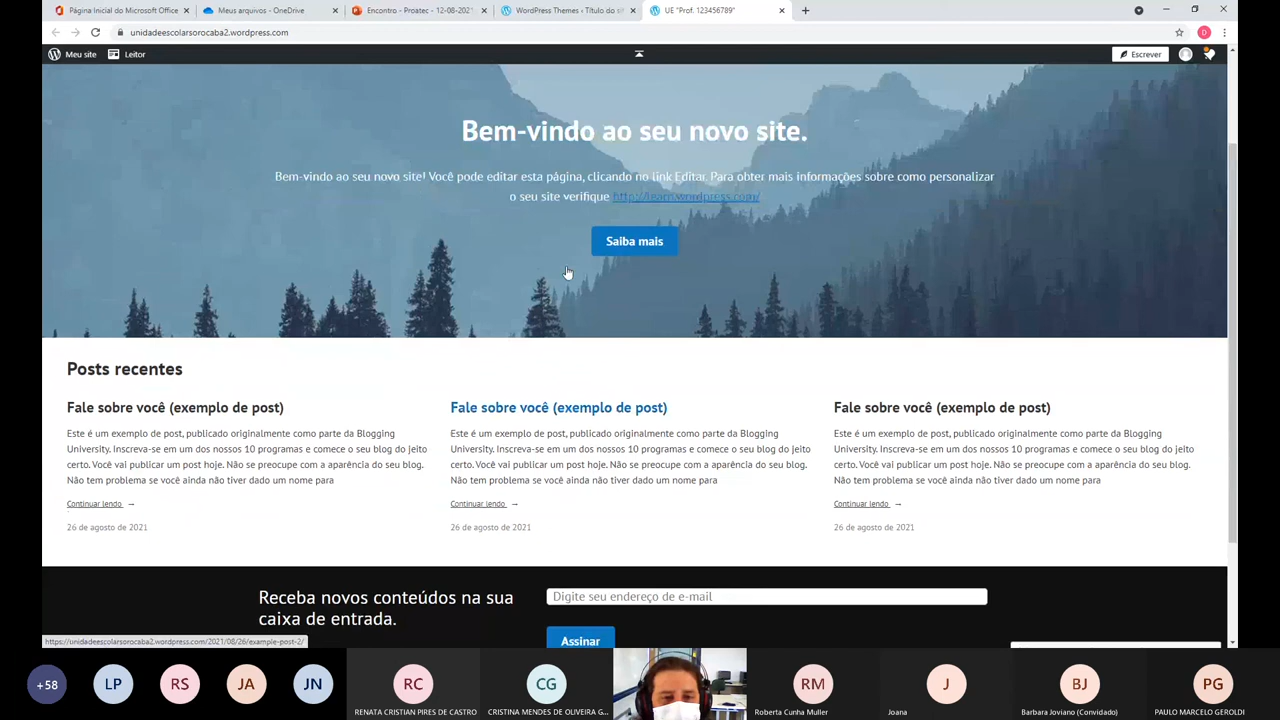 Página Inicial do Microsoft Office
Meus arquivos - OneDrive
Encontro - Proatec - 12-08-2021
WordPress Themes ‹ Título do sit
UE "Prof. 123456789"
unidadeescolarsorocaba2.wordpress.com
D
Meu site
Leitor
Escrever
Bem-vindo ao seu novo site.
Bem-vindo ao seu novo site! Você pode editar esta página, clicando no link Editar. Para obter mais informações sobre como personalizar
o seu site verifique http://learn.wordpress.com/
Saiba mais
Posts recentes
Fale sobre você (exemplo de post)
Este é um exemplo de post, publicado originalmente como parte da Blogging
University. Inscreva-se em um dos nossos 10 programas e comece o seu blog do jeito
certo. Você vai publicar um post hoje. Não se preocupe com a aparência do seu blog.
Não tem problema se você ainda não tiver dado um nome para
Continuar lendo →
26 de agosto de 2021
Fale sobre você (exemplo de post)
Este é um exemplo de post, publicado originalmente como parte da Blogging
University. Inscreva-se em um dos nossos 10 programas e comece o seu blog do jeito
certo. Você vai publicar um post hoje. Não se preocupe com a aparência do seu blog.
Não tem problema se você ainda não tiver dado um nome para
Continuar lendo →
26 de agosto de 2021
Fale sobre você (exemplo de post)
Este é um exemplo de post, publicado originalmente como parte da Blogging
University. Inscreva-se em um dos nossos 10 programas e comece o seu blog do jeito
certo. Você vai publicar um post hoje. Não se preocupe com a aparência do seu blog.
Não tem problema se você ainda não tiver dado um nome para
Continuar lendo →
26 de agosto de 2021
Receba novos conteúdos na sua
caixa de entrada.
Digite seu endereço de e-mail
Assinar
https://unidadeescolarsorocaba2.wordpress.com/2021/08/26/example-post-2/
+58
LP
RS
JA
JN
RC
RENATA CRISTIAN PIRES DE CASTRO
CG
CRISTINA MENDES DE OLIVEIRA G...
RM
Roberta Cunha Muller
J
Joana
BJ
Barbara Joviano (Convidado)
PG
PAULO MARCELO GEROLDI